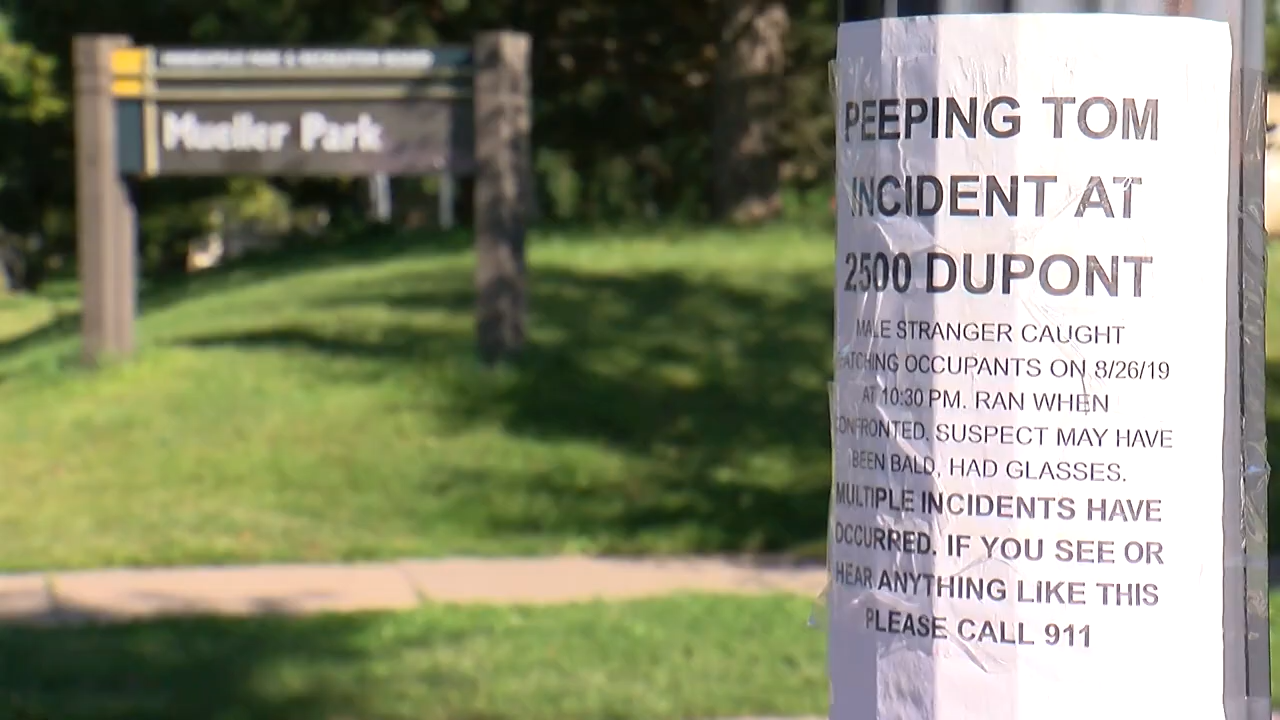 Mueller Park
PEEPING TOM
INCIDENT AT
2500 DUPONT
MALE STRANGER CAUGHT
WATCHING OCCUPANTS ON 8/26/19
AT 10:30 PM. RAN WHEN
CONFRONTED. SUSPECT MAY HAVE
BEEN BALD, HAD GLASSES.
MULTIPLE INCIDENTS HAVE
OCCURRED. IF YOU SEE OR
HEAR ANYTHING LIKE THIS
PLEASE CALL 911